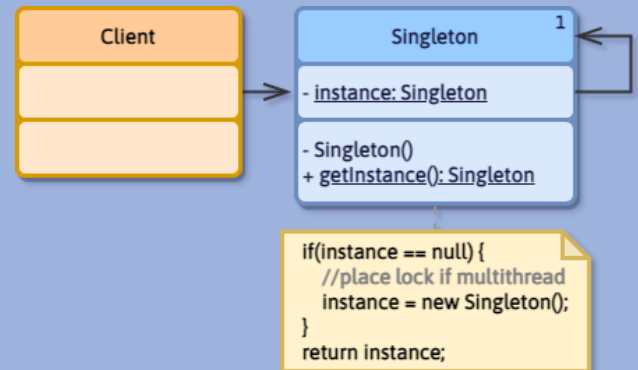 Client
Singleton
1
- instance: Singleton
- Singleton()
+ getInstance(): Singleton
if(instance == null) {
//place lock if multithread
instance = new Singleton();
}
return instance;